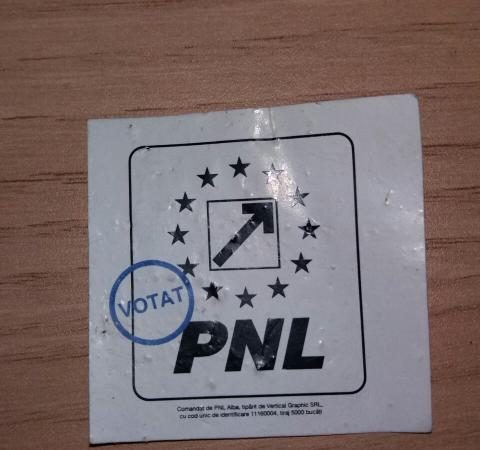 VOTAT
PNL
Comandat de PNL Alba, tipărit de Vertical Graphic SRL,
cu cod unic de identificare 11160004, tiraj 5000 bucăți